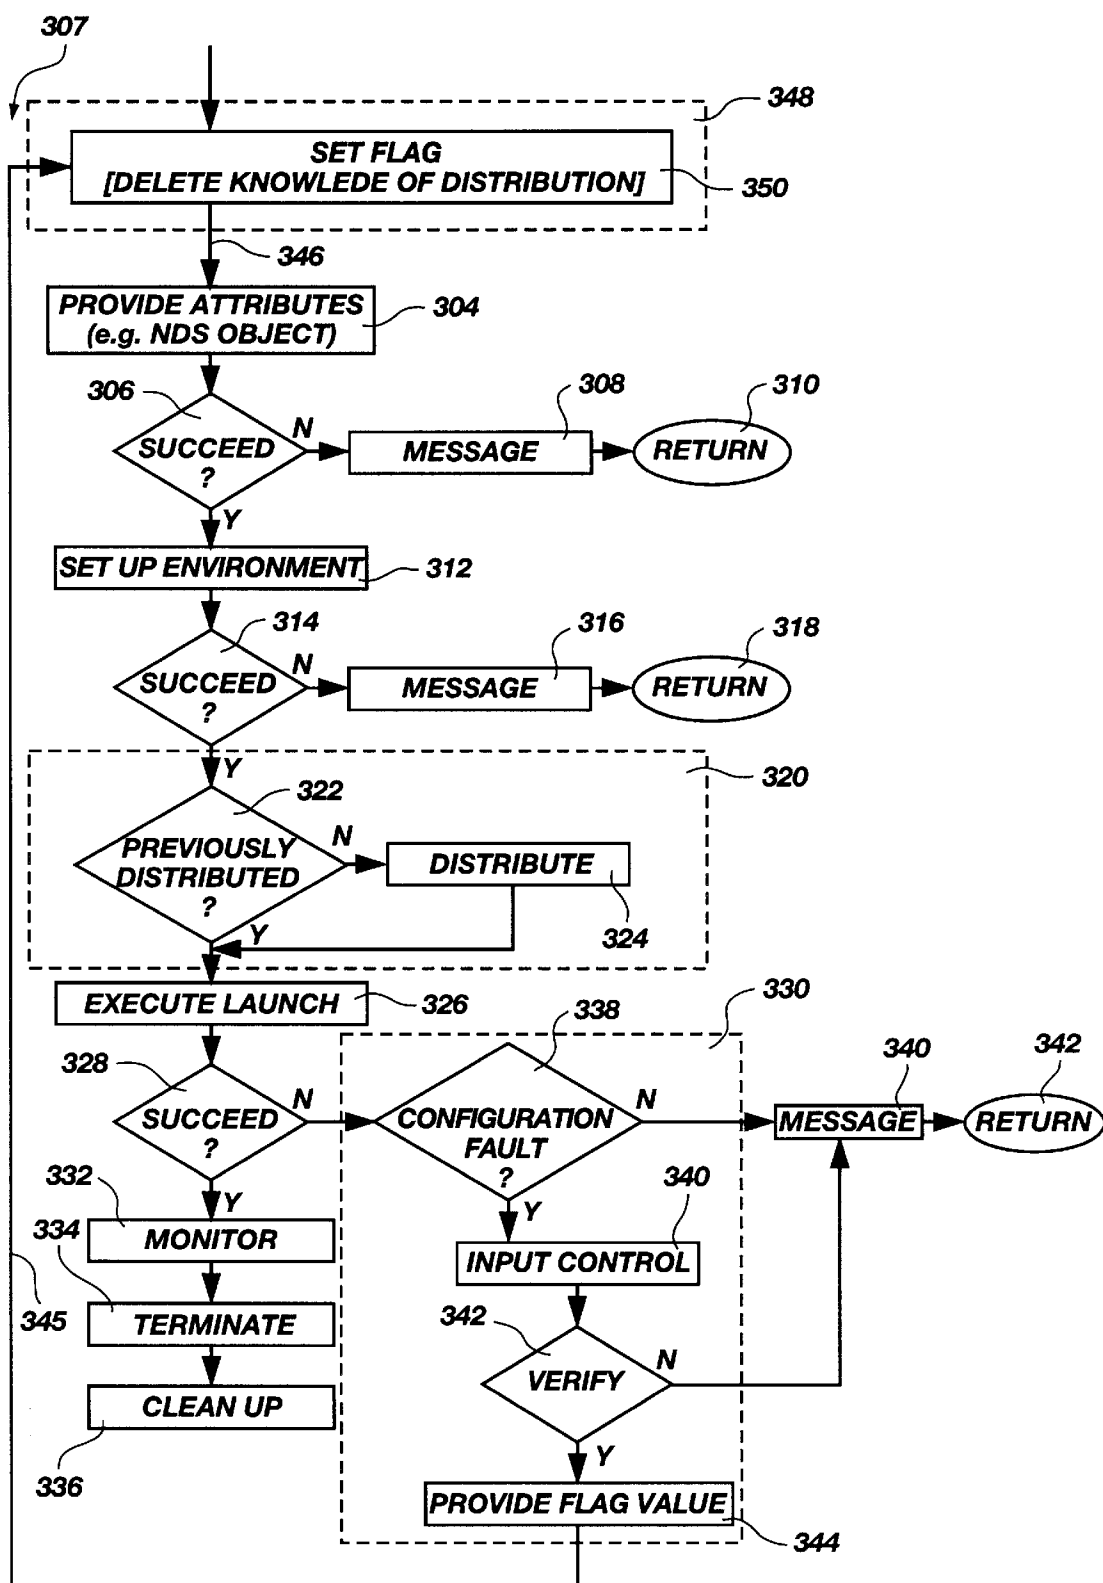 307
348
SET FLAG
[DELETE KNOWLEDE OF DISTRIBUTION]
350
346
PROVIDE ATTRIBUTES
(e.g. NDS OBJECT)
304
306
SUCCEED
?
N
308
MESSAGE
310
RETURN
Y
SET UP ENVIRONMENT
312
314
SUCCEED
?
N
316
MESSAGE
318
RETURN
Y
320
322
PREVIOUSLY
DISTRIBUTED
?
N
DISTRIBUTE
324
Y
EXECUTE LAUNCH
326
330
328
SUCCEED
?
N
338
CONFIGURATION
FAULT
?
N
340
MESSAGE
342
RETURN
Y
332
MONITOR
Y
340
INPUT CONTROL
334
TERMINATE
345
342
VERIFY
N
CLEAN UP
336
Y
PROVIDE FLAG VALUE
344